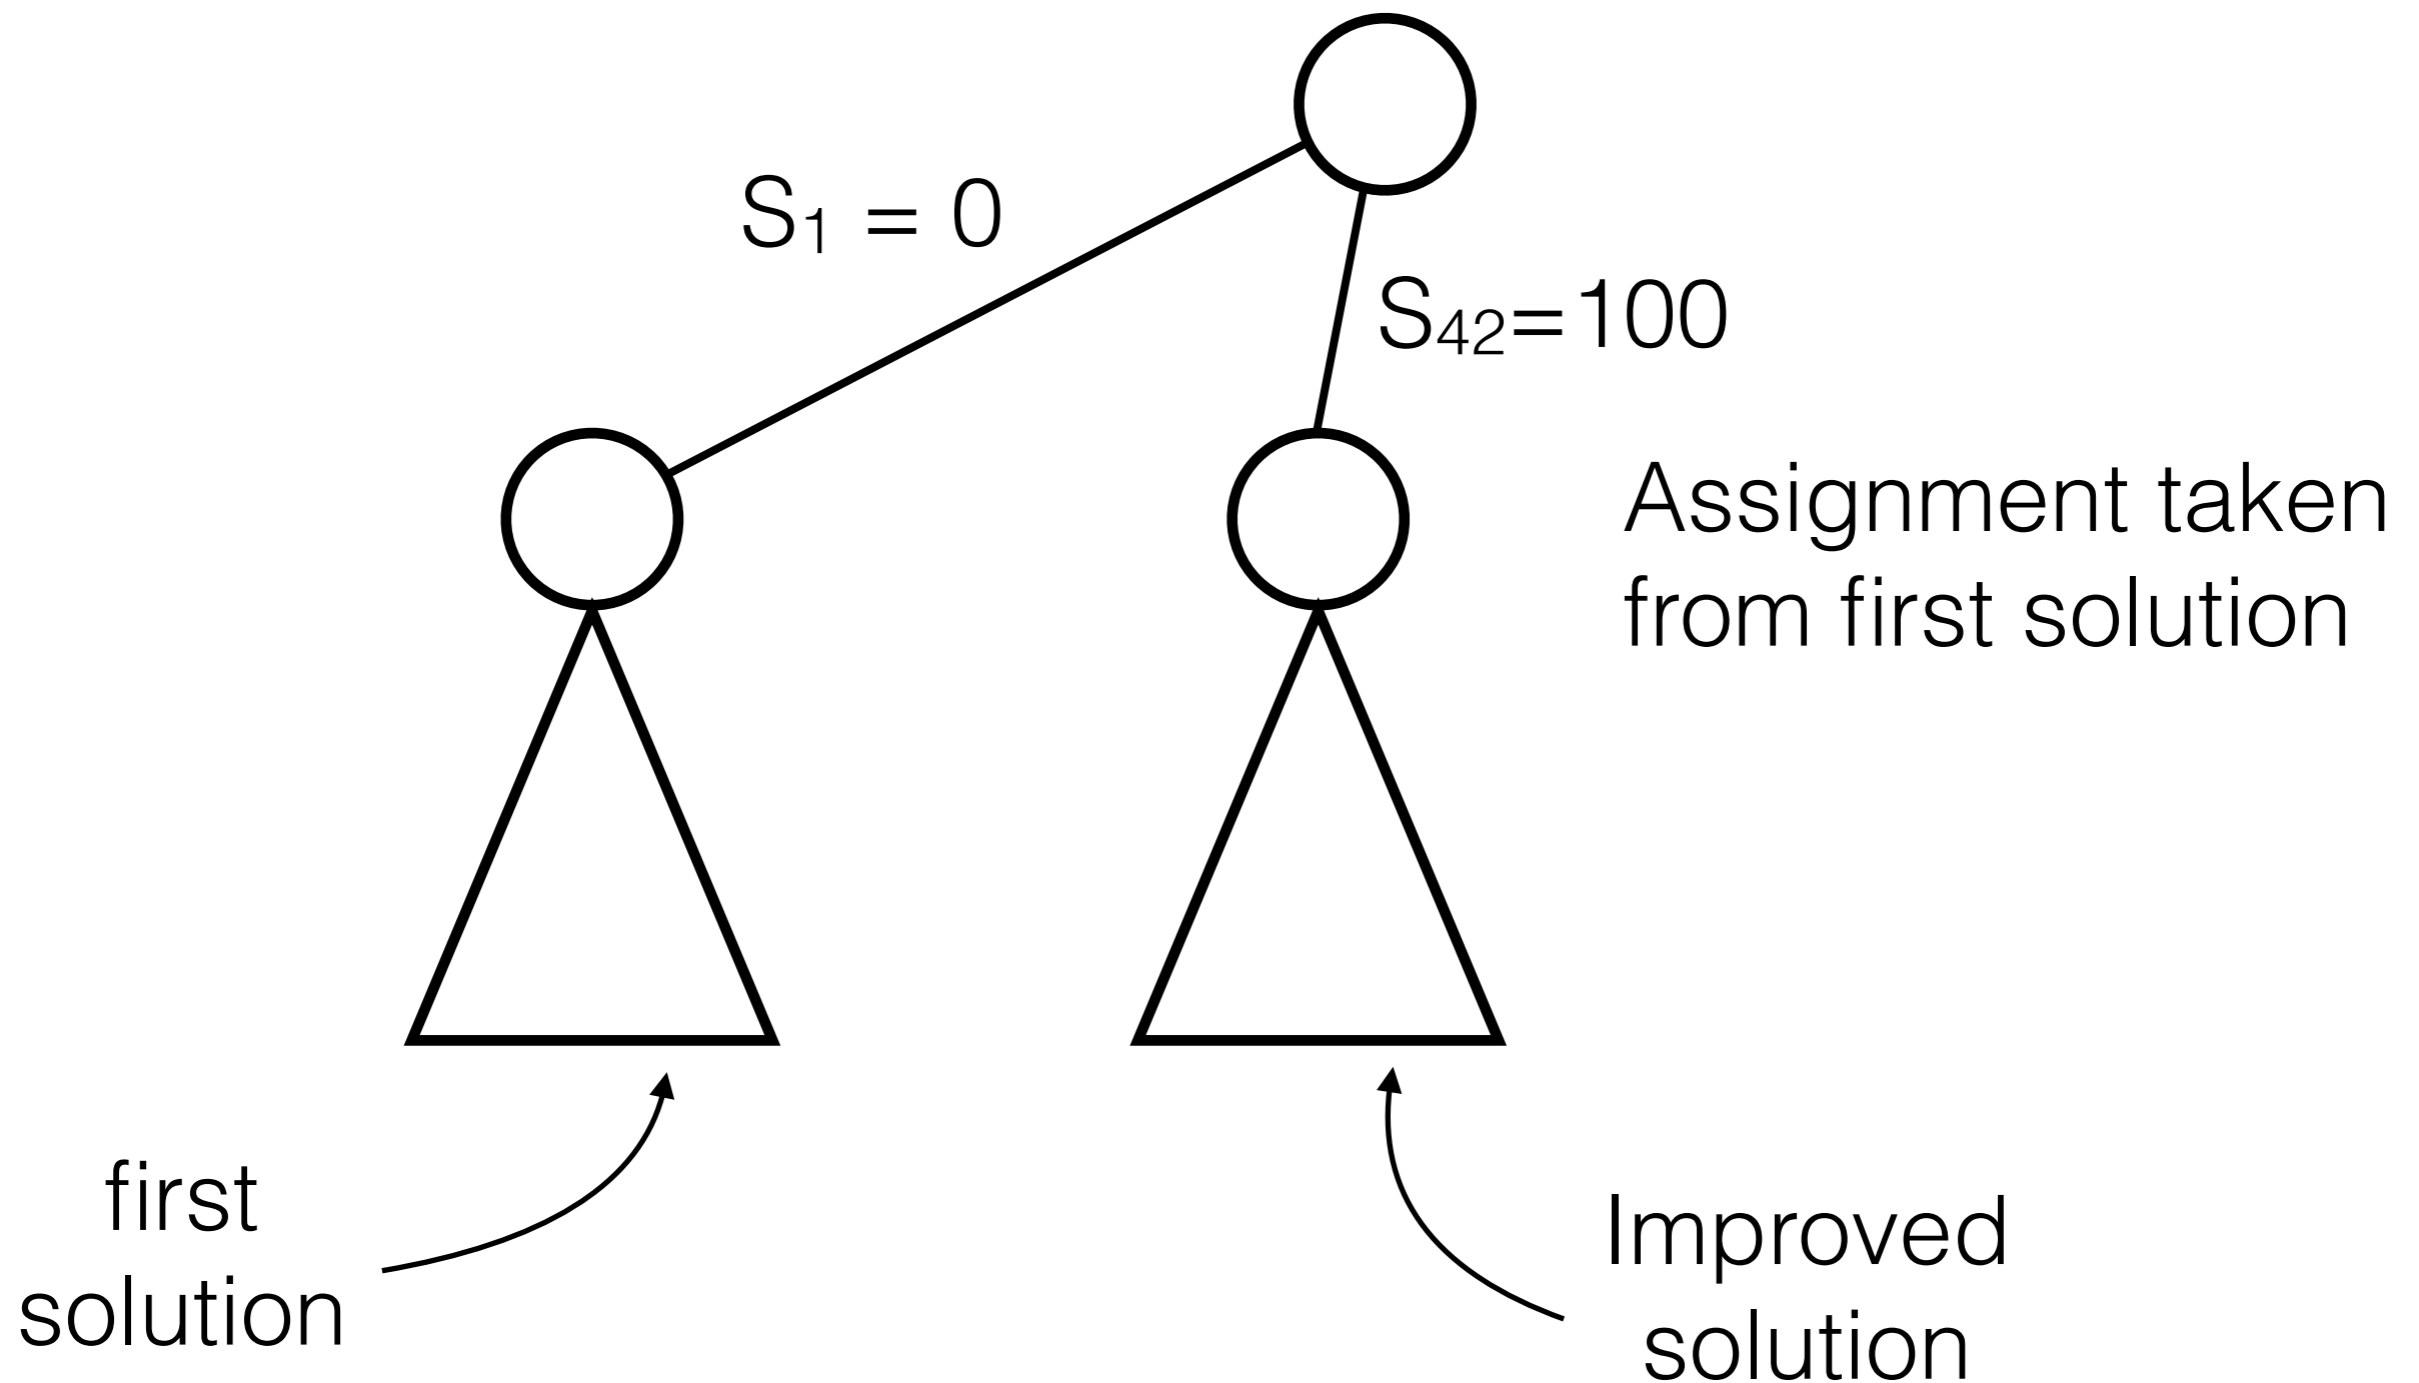 S₁ = 0
S₄₂=100
Assignment taken
from first solution
first
solution
Improved
solution